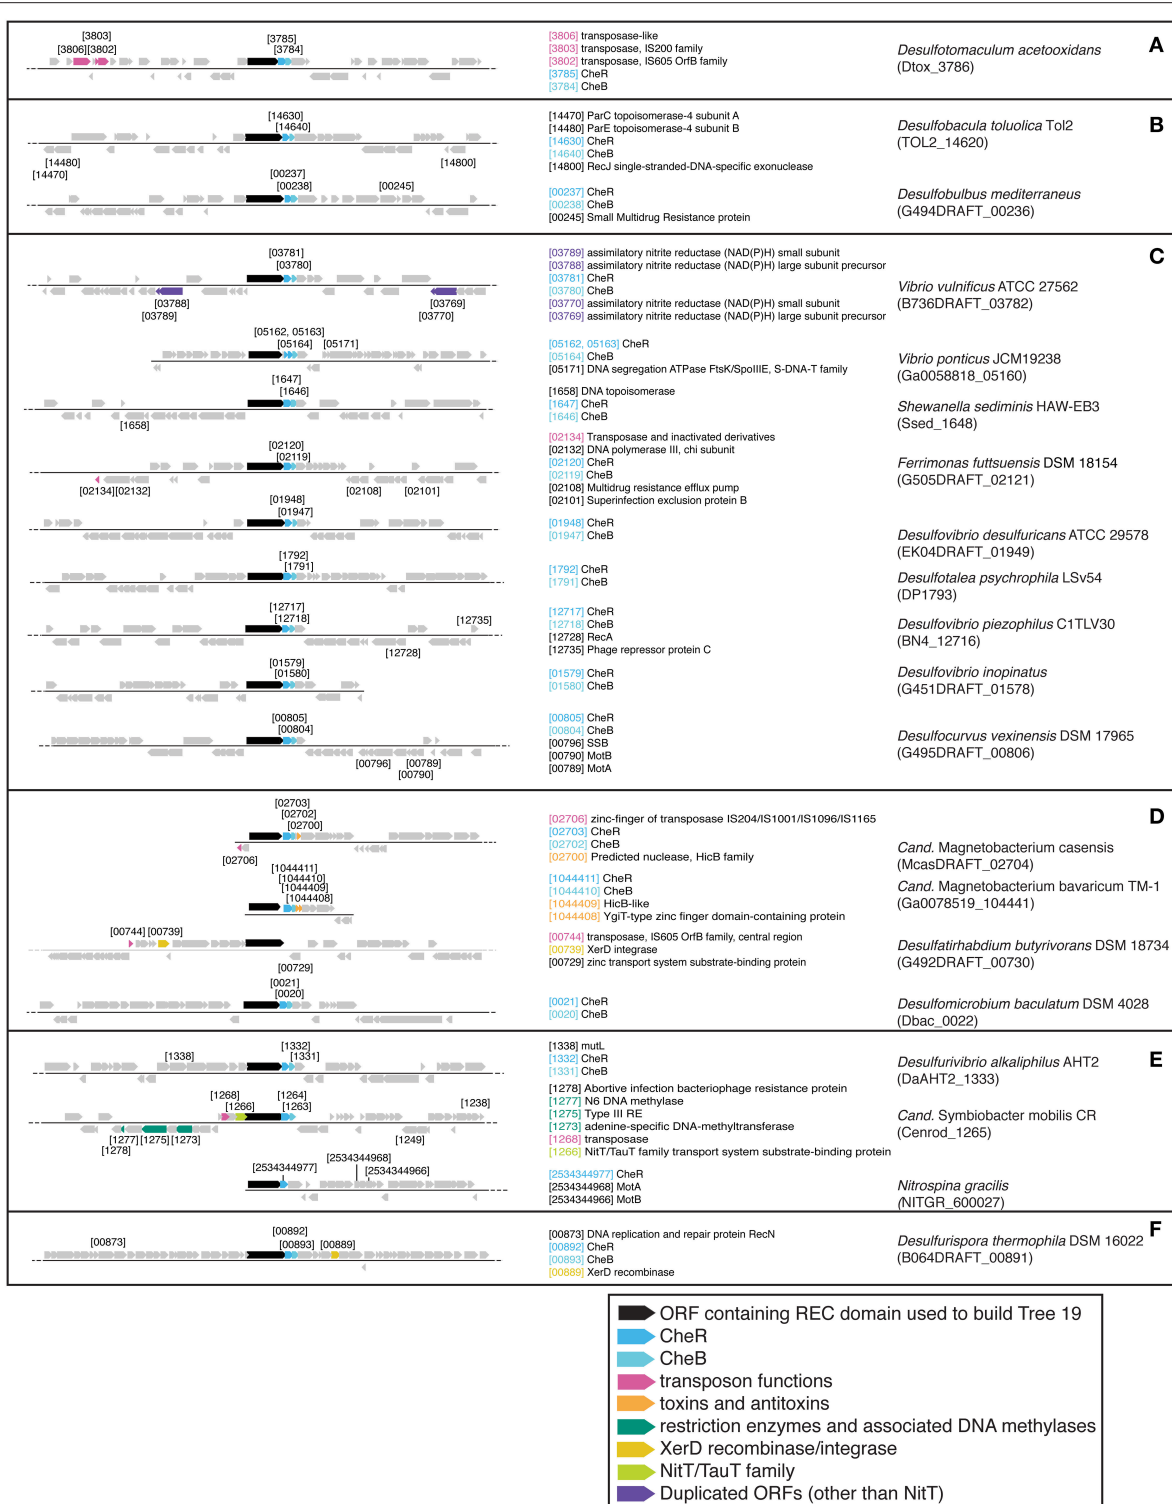 A
[3803]
[3806][3802]
[3785]
[3784]
[3806] transposase-like
[3803] transposase, IS200 family
[3802] transposase, IS605 OrfB family
[3785] CheR
[3784] CheB
Desulfotomaculum acetooxidans
(Dtox_3786)
B
[14630]
[14640]
[14480]
[14470]
[14800]
[14470] ParC topoisomerase-4 subunit A
[14480] ParE topoisomerase-4 subunit B
[14630] CheR
[14640] CheB
[14800] RecJ single-stranded-DNA-specific exonuclease
Desulfobacula toluolica Tol2
(TOL2_14620)
[00237]
[00238]
[00245]
[00237] CheR
[00238] CheB
[00245] Small Multidrug Resistance protein
Desulfobulbus mediterraneus
(G494DRAFT_00236)
C
[03781]
[03780]
[03788]
[03789]
[03769]
[03770]
[03789] assimilatory nitrite reductase (NAD(P)H) small subunit
[03788] assimilatory nitrite reductase (NAD(P)H) large subunit precursor
[03781] CheR
[03780] CheB
[03770] assimilatory nitrite reductase (NAD(P)H) small subunit
[03769] assimilatory nitrite reductase (NAD(P)H) large subunit precursor
Vibrio vulnificus ATCC 27562
(B736DRAFT_03782)
[05162, 05163]
[05164]
[05171]
[05162, 05163] CheR
[05164] CheB
[05171] DNA segregation ATPase FtsK/SpoIIIE, S-DNA-T family
Vibrio ponticus JCM19238
(Ga0058818_05160)
[1647]
[1646]
[1658]
[1658] DNA topoisomerase
[1647] CheR
[1646] CheB
Shewanella sediminis HAW-EB3
(Ssed_1648)
[02120]
[02119]
[02134][02132]
[02108]
[02101]
[02134] Transposase and inactivated derivatives
[02132] DNA polymerase III, chi subunit
[02120] CheR
[02119] CheB
[02108] Multidrug resistance efflux pump
[02101] Superinfection exclusion protein B
Ferrimonas futtsuensis DSM 18154
(G505DRAFT_02121)
[01948]
[01947]
[01948] CheR
[01947] CheB
Desulfovibrio desulfuricans ATCC 29578
(EK04DRAFT_01949)
[1792]
[1791]
[1792] CheR
[1791] CheB
Desulfotalea psychrophila LSv54
(DP1793)
[12717]
[12718]
[12735]
[12728]
[12717] CheR
[12718] CheB
[12728] RecA
[12735] Phage repressor protein C
Desulfovibrio piezophilus C1TLV30
(BN4_12716)
[01579]
[01580]
[01579] CheR
[01580] CheB
Desulfovibrio inopinatus
(G451DRAFT_01578)
[00805]
[00804]
[00796]
[00789]
[00790]
[00805] CheR
[00804] CheB
[00796] SSB
[00790] MotB
[00789] MotA
Desulfocurvus vexinensis DSM 17965
(G495DRAFT_00806)
D
[02703]
[02702]
[02700]
[02706]
[02706] zinc-finger of transposase IS204/IS1001/IS1096/IS1165
[02703] CheR
[02702] CheB
[02700] Predicted nuclease, HicB family
Cand. Magnetobacterium casensis
(McasDRAFT_02704)
[1044411]
[1044410]
[1044409]
[1044408]
[1044411] CheR
[1044410] CheB
[1044409] HicB-like
[1044408] YgiT-type zinc finger domain-containing protein
Cand. Magnetobacterium bavaricum TM-1
(Ga0078519_104441)
[00744] [00739]
[00729]
[00744] transposase, IS605 OrfB family, central region
[00739] XerD integrase
[00729] zinc transport system substrate-binding protein
Desulfatirhabdium butyrivorans DSM 18734
(G492DRAFT_00730)
[0021]
[0020]
[0021] CheR
[0020] CheB
Desulfomicrobium baculatum DSM 4028
(Dbac_0022)
E
[1338]
[1332]
[1331]
[1338] mutL
[1332] CheR
[1331] CheB
Desulfurivibrio alkaliphilus AHT2
(DaAHT2_1333)
[1268]
[1266]
[1264]
[1263]
[1238]
[1277] [1275] [1273]
[1278]
[1249]
[1278] Abortive infection bacteriophage resistance protein
[1277] N6 DNA methylase
[1275] Type III RE
[1273] adenine-specific DNA-methyltransferase
[1268] transposase
[1266] NitT/TauT family transport system substrate-binding protein
Cand. Symbiobacter mobilis CR
(Cenrod_1265)
[2534344968]
[2534344977]
[2534344966]
[2534344977] CheR
[2534344968] MotA
[2534344966] MotB
Nitrospina gracilis
(NITGR_600027)
F
[00873]
[00892]
[00893] [00889]
[00873] DNA replication and repair protein RecN
[00892] CheR
[00893] CheB
[00889] XerD recombinase
Desulfurispora thermophila DSM 16022
(B064DRAFT_00891)
ORF containing REC domain used to build Tree 19
CheR
CheB
transposon functions
toxins and antitoxins
restriction enzymes and associated DNA methylases
XerD recombinase/integrase
NitT/TauT family
Duplicated ORFs (other than NitT)